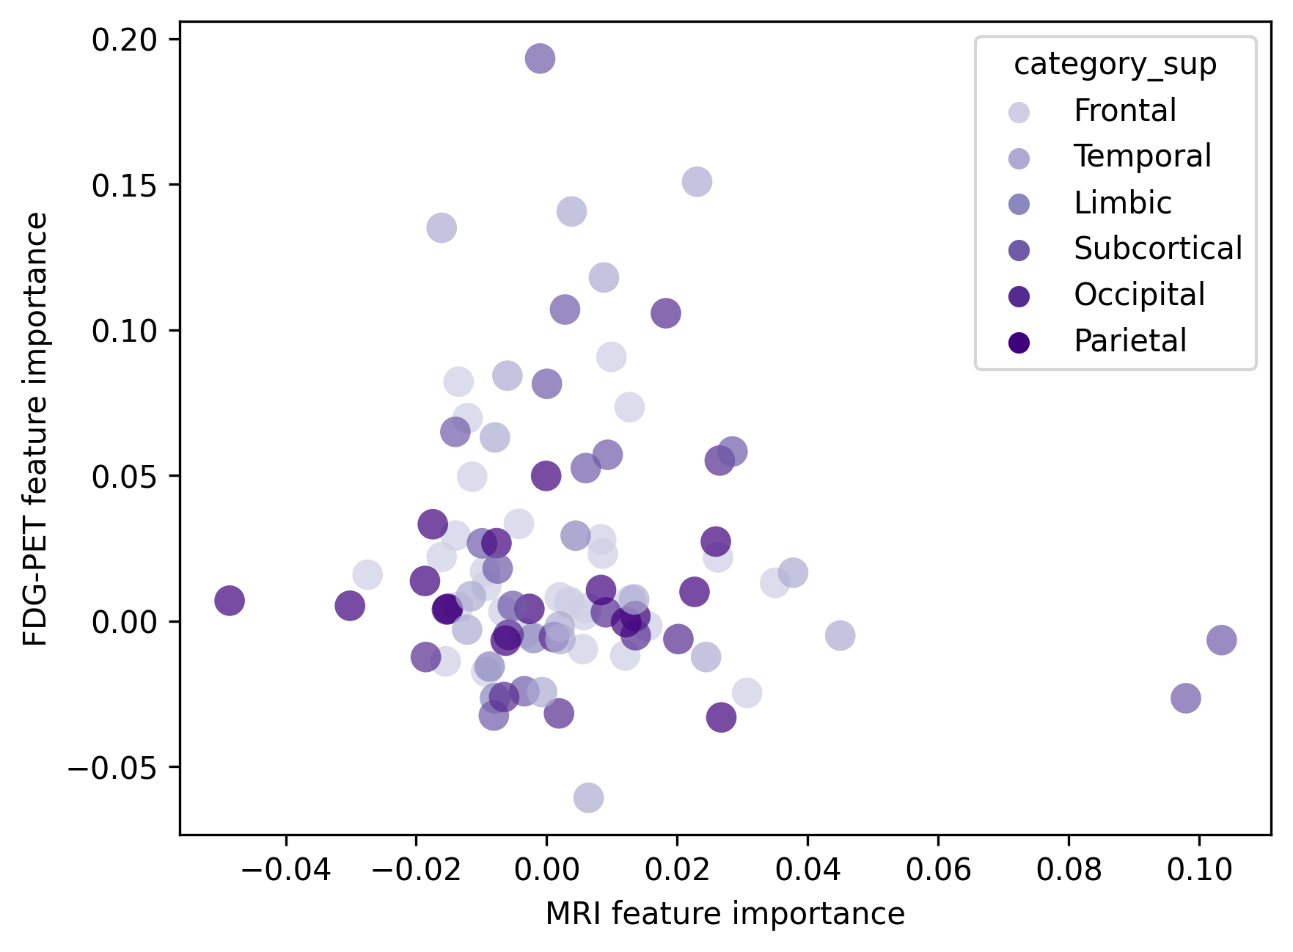 0.20
0.15
0.10
0.05
0.00
−0.05
FDG-PET feature importance
category_sup
Frontal
Temporal
Limbic
Subcortical
Occipital
Parietal
−0.04 −0.02 0.00 0.02 0.04 0.06 0.08 0.10
MRI feature importance